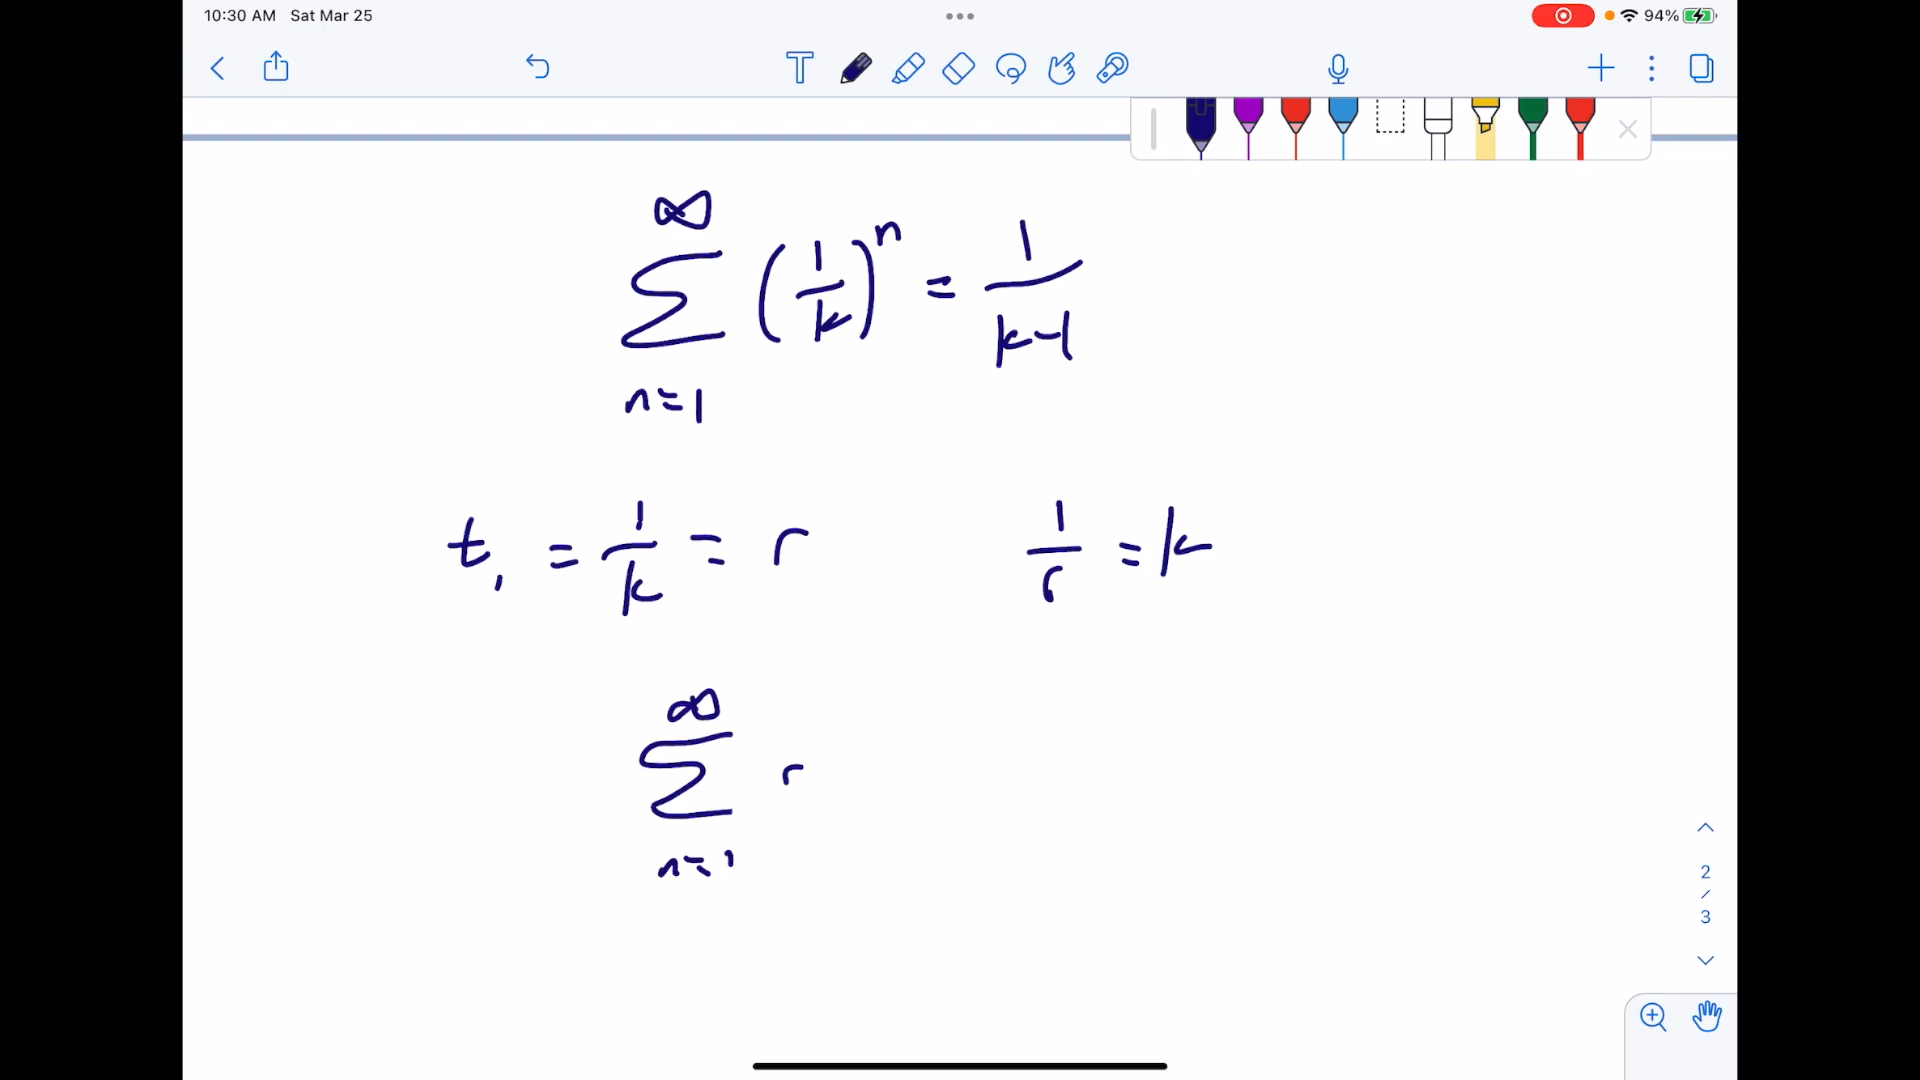 10:30 AM Sat Mar 25
94%
T
∞
∑ (1/k)^n = 1/(k-1)
n=1
t₁ = 1/k = r
1/r = k
∞
∑ r
n=1
2
/
3